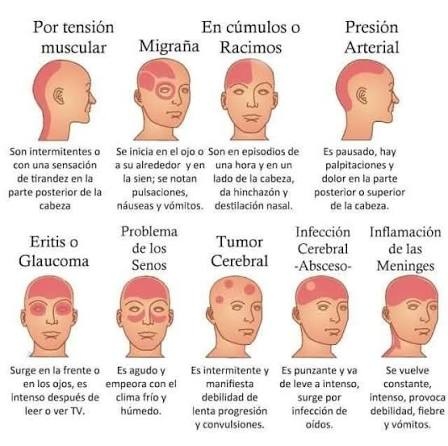 Por tensión
muscular
Son intermitentes o
con una sensación
de tirandez en la
parte posterior de la
cabeza
Migraña
Se inicia en el ojo o
a su alrededor y en
la sien; se notan
pulsaciones,
náuseas y vómitos.
En cúmulos o
Racimos
Son en episodios de
una hora y en un
lado de la cabeza,
da hinchazón y
destilación nasal.
Presión
Arterial
Es pausado, hay
palpitaciones y
dolor en la parte
posterior o superior
de la cabeza.
Eritis o
Glaucoma
Surge en la frente o
en los ojos, es
intenso después de
leer o ver TV.
Problema
de los
Senos
Es agudo y
empeora con el
clima frío y
húmedo.
Tumor
Cerebral
Es intermitente y
manifiesta
debilidad de
lenta progresión
y convulsiones.
Infección
Cerebral
-Absceso-
Es punzante y va
de leve a intenso,
surge por
infección de
oídos.
Inflamación
de las
Meninges
Se vuelve
constante,
intenso, provoca
debilidad, fiebre
y vómitos.